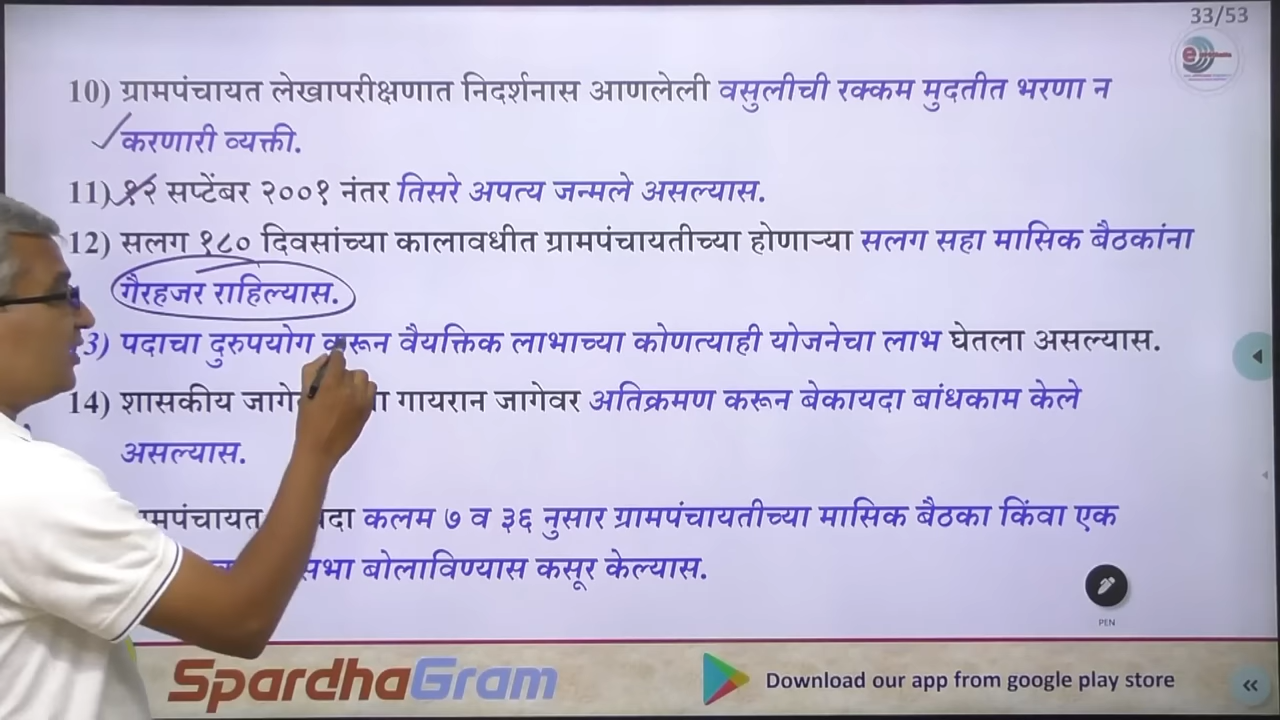 33/53
10) ग्रामपंचायत लेखापरीक्षणात निदर्शनास आणलेली वसुलीची रक्कम मुदतीत भरणा न
करणारी व्यक्ती.
11) १२ सप्टेंबर २००१ नंतर तिसरे अपत्य जन्मले असल्यास.
12) सलग १८० दिवसांच्या कालावधीत ग्रामपंचायतीच्या होणाऱ्या सलग सहा मासिक बैठकांना
गैरहजर राहिल्यास.
3) पदाचा दुरुपयोग करून वैयक्तिक लाभाच्या कोणत्याही योजनेचा लाभ घेतला असल्यास.
14) शासकीय गायरान जागेवर अतिक्रमण करून बेकायदा बांधकाम केले
असल्यास.
कलम ७ व ३६ नुसार ग्रामपंचायतीच्या मासिक बैठका किंवा एक
बोलाविण्यास कसूर केल्यास.
PEN
SpardhaGram
Download our app from google play store